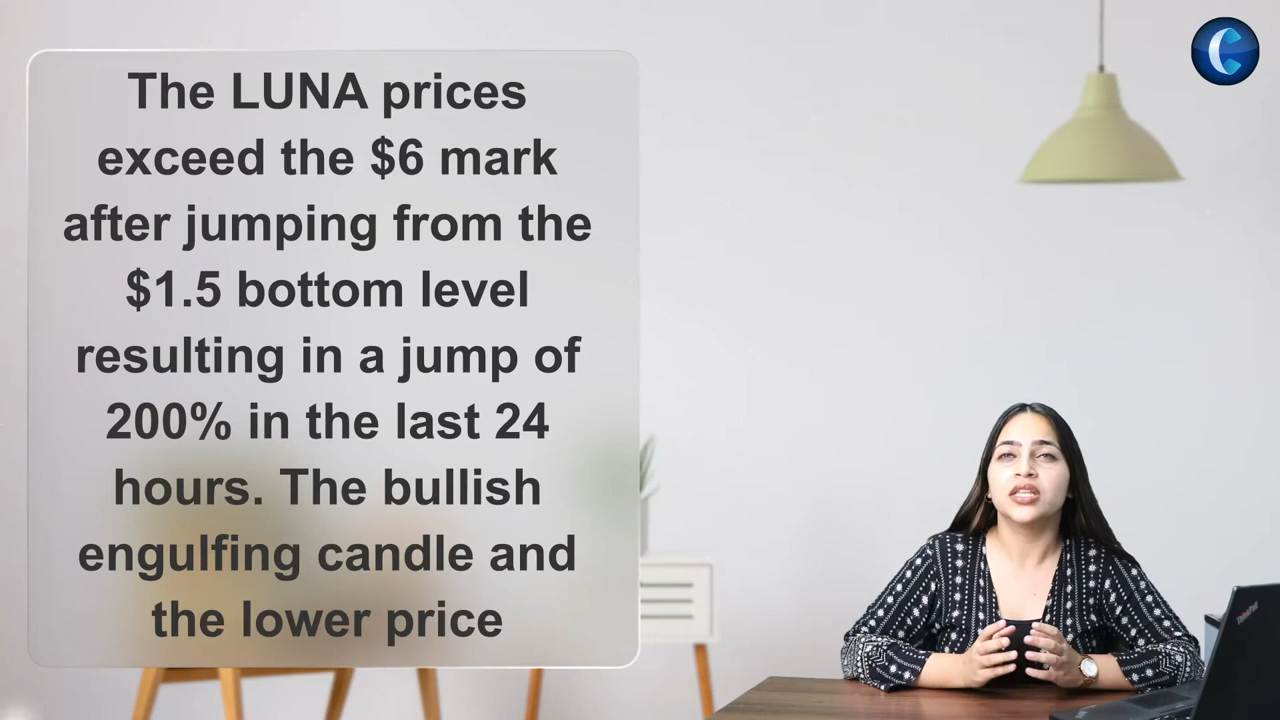 The LUNA prices
exceed the $6 mark
after jumping from the
$1.5 bottom level
resulting in a jump of
200% in the last 24
hours. The bullish
engulfing candle and
the lower price
ThinkPad